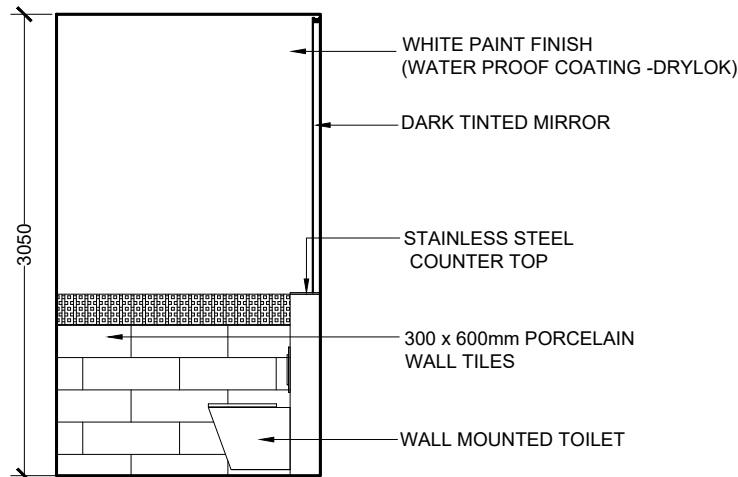 WHITE PAINT FINISH
(WATER PROOF COATING -DRYLOK)
DARK TINTED MIRROR
3050
STAINLESS STEEL
COUNTER TOP
300 x 600mm PORCELAIN
WALL TILES
WALL MOUNTED TOILET